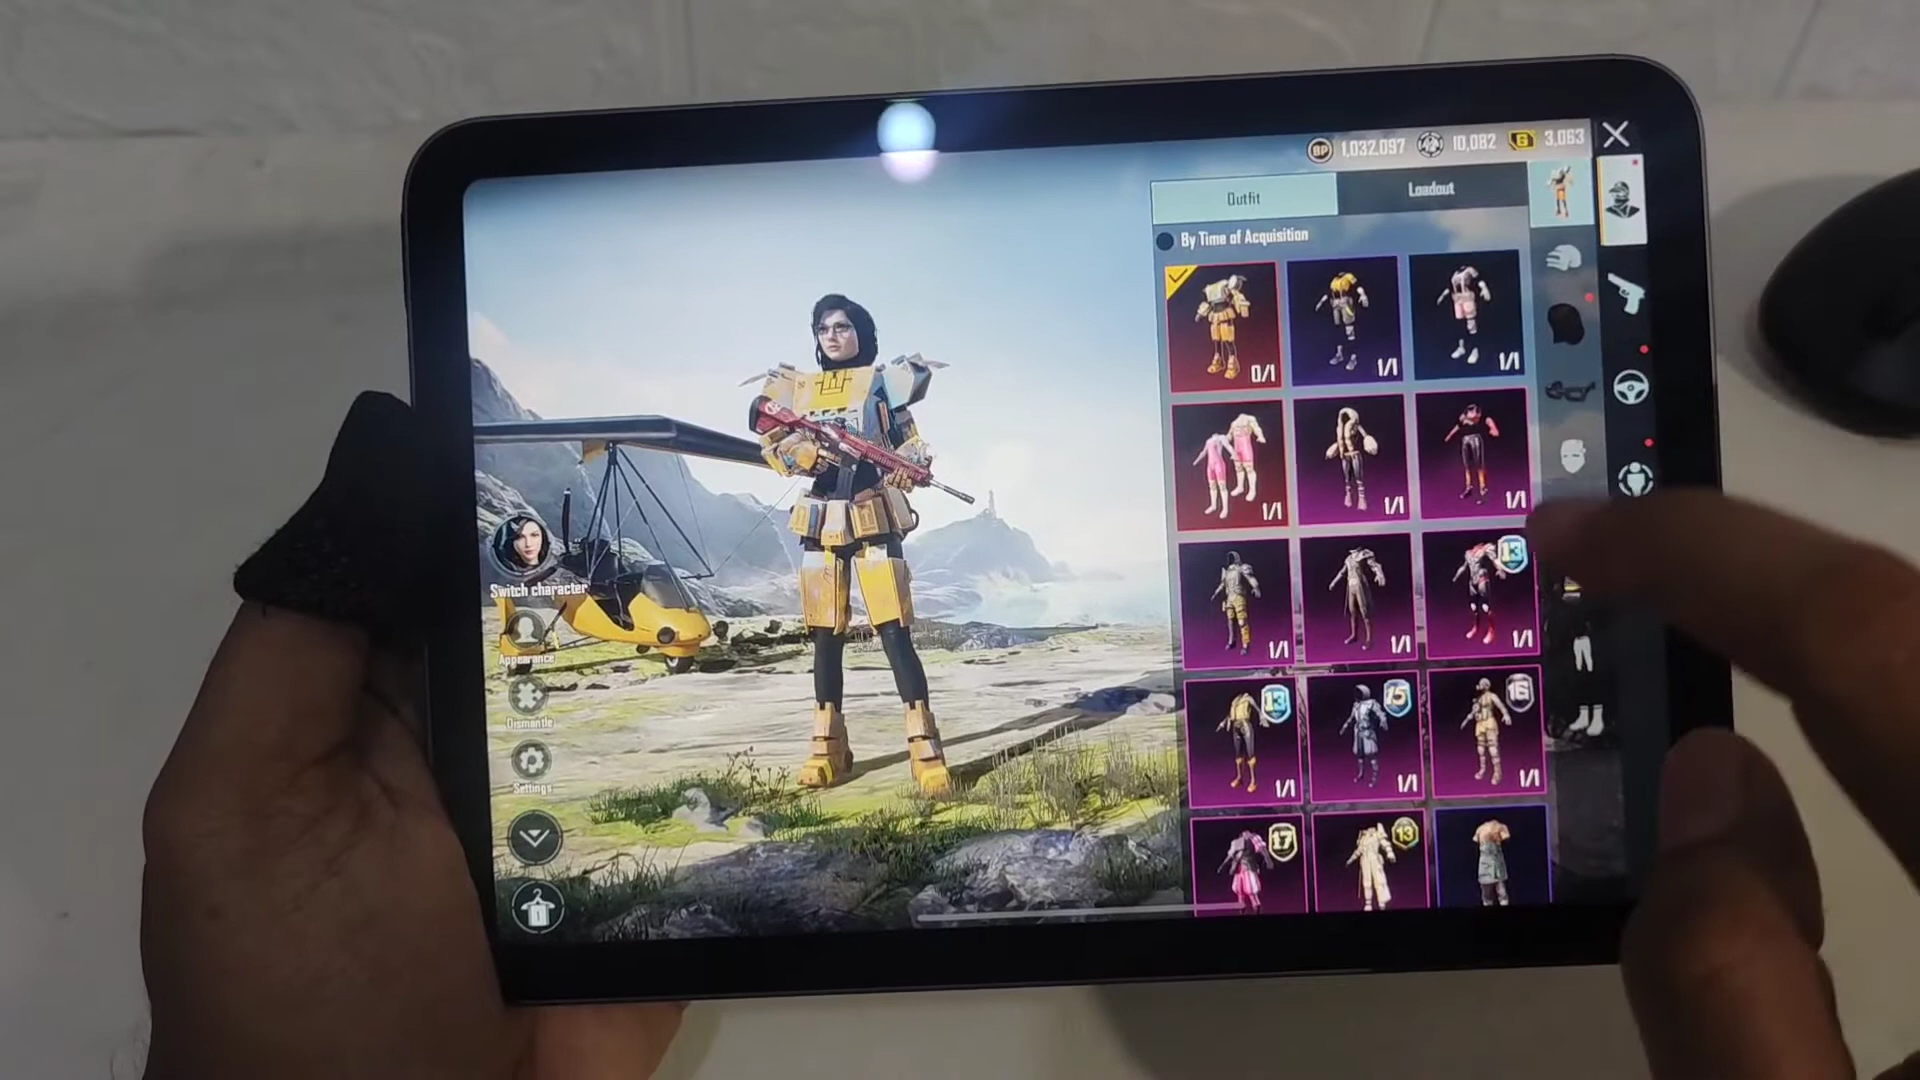 BP 1,032,097 10,082 G 3,063
Outfit
Loadout
By Time of Acquisition
0/1
1/1
1/1
1/1
1/1
1/1
13
1/1
1/1
1/1
13
15
16
1/1
1/1
1/1
17
13
Switch character
Appearance
Dismantle
Settings
1